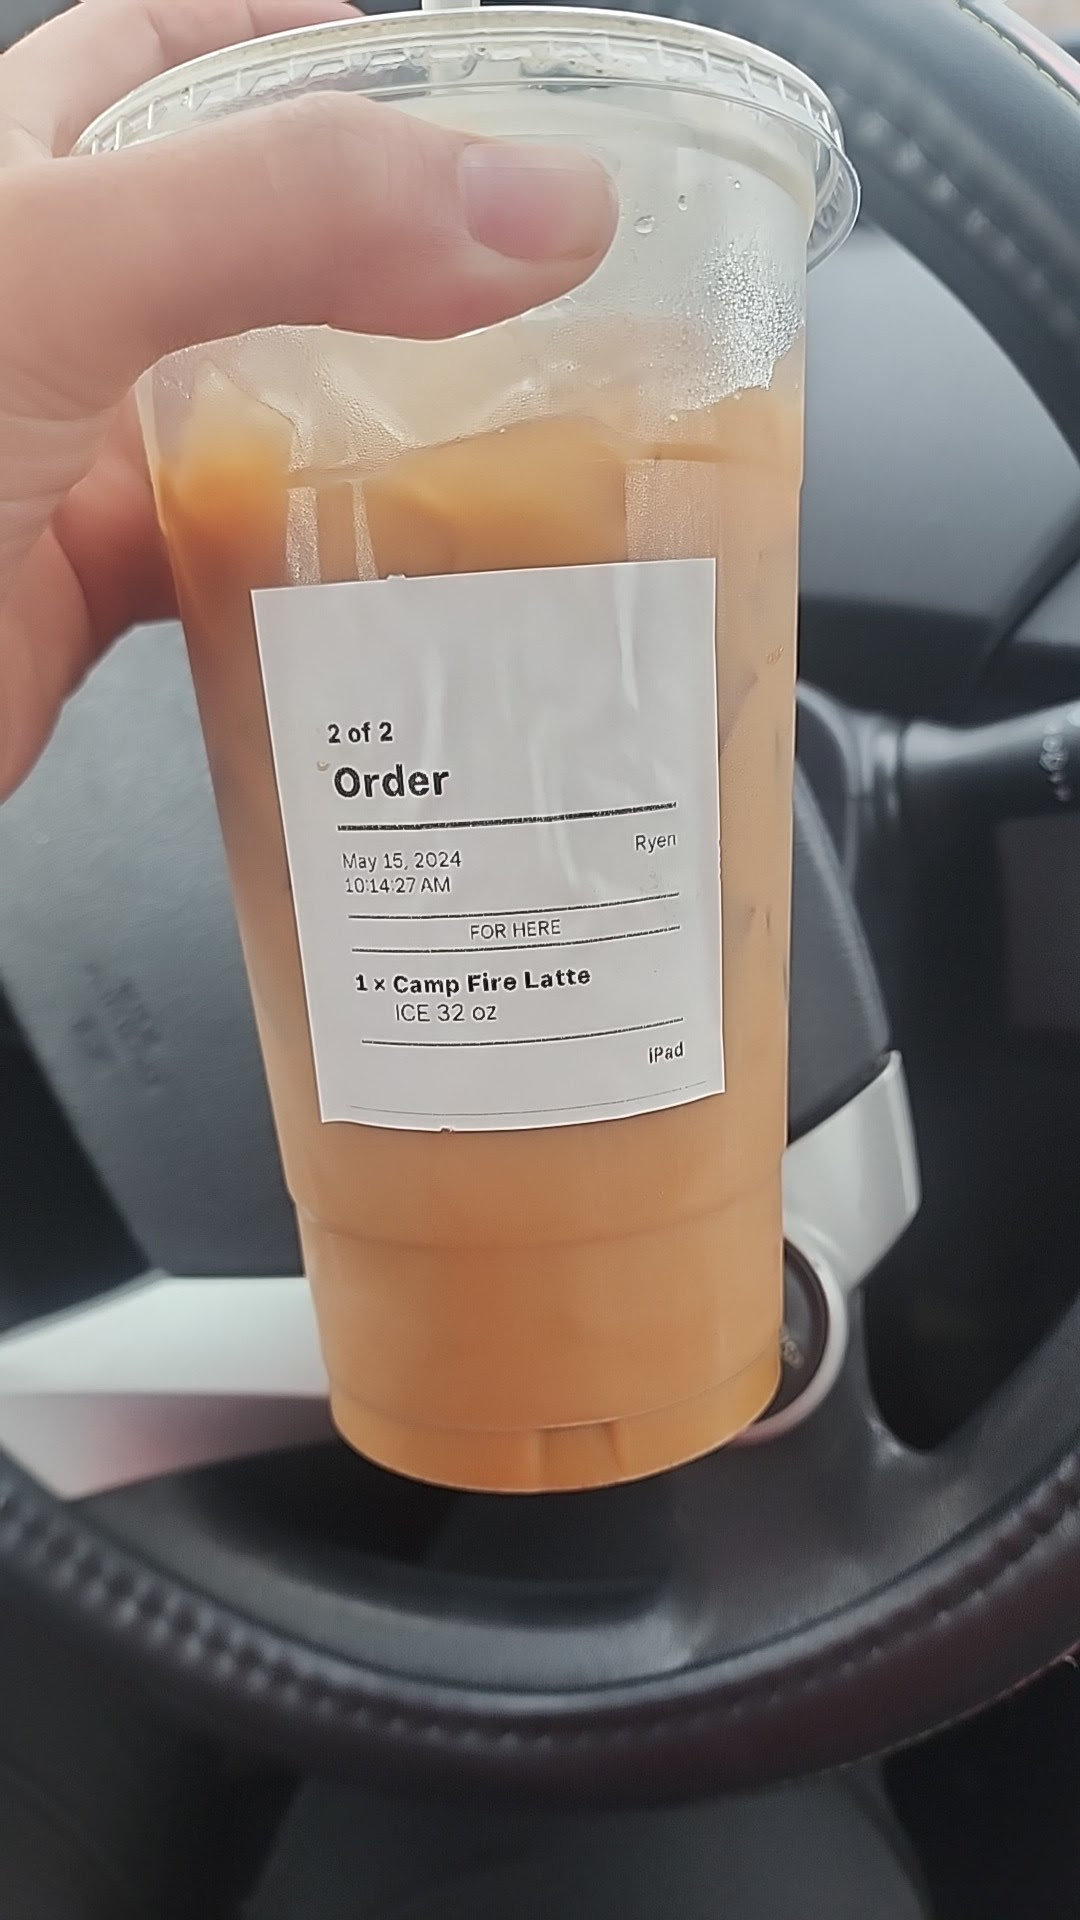 2 of 2
Order
Ryen
May 15, 2024
10:14:27 AM
FOR HERE
1 × Camp Fire Latte
ICE 32 oz
iPad